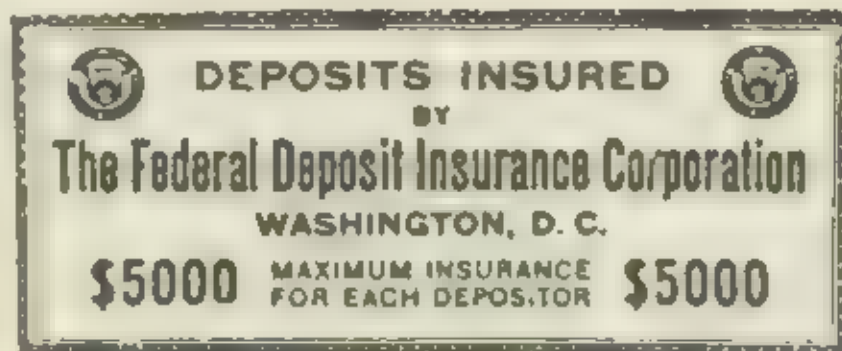 DEPOSITS INSURED
BY
The Federal Deposit Insurance Corporation
WASHINGTON, D. C.
$5000 MAXIMUM INSURANCE FOR EACH DEPOSITOR $5000